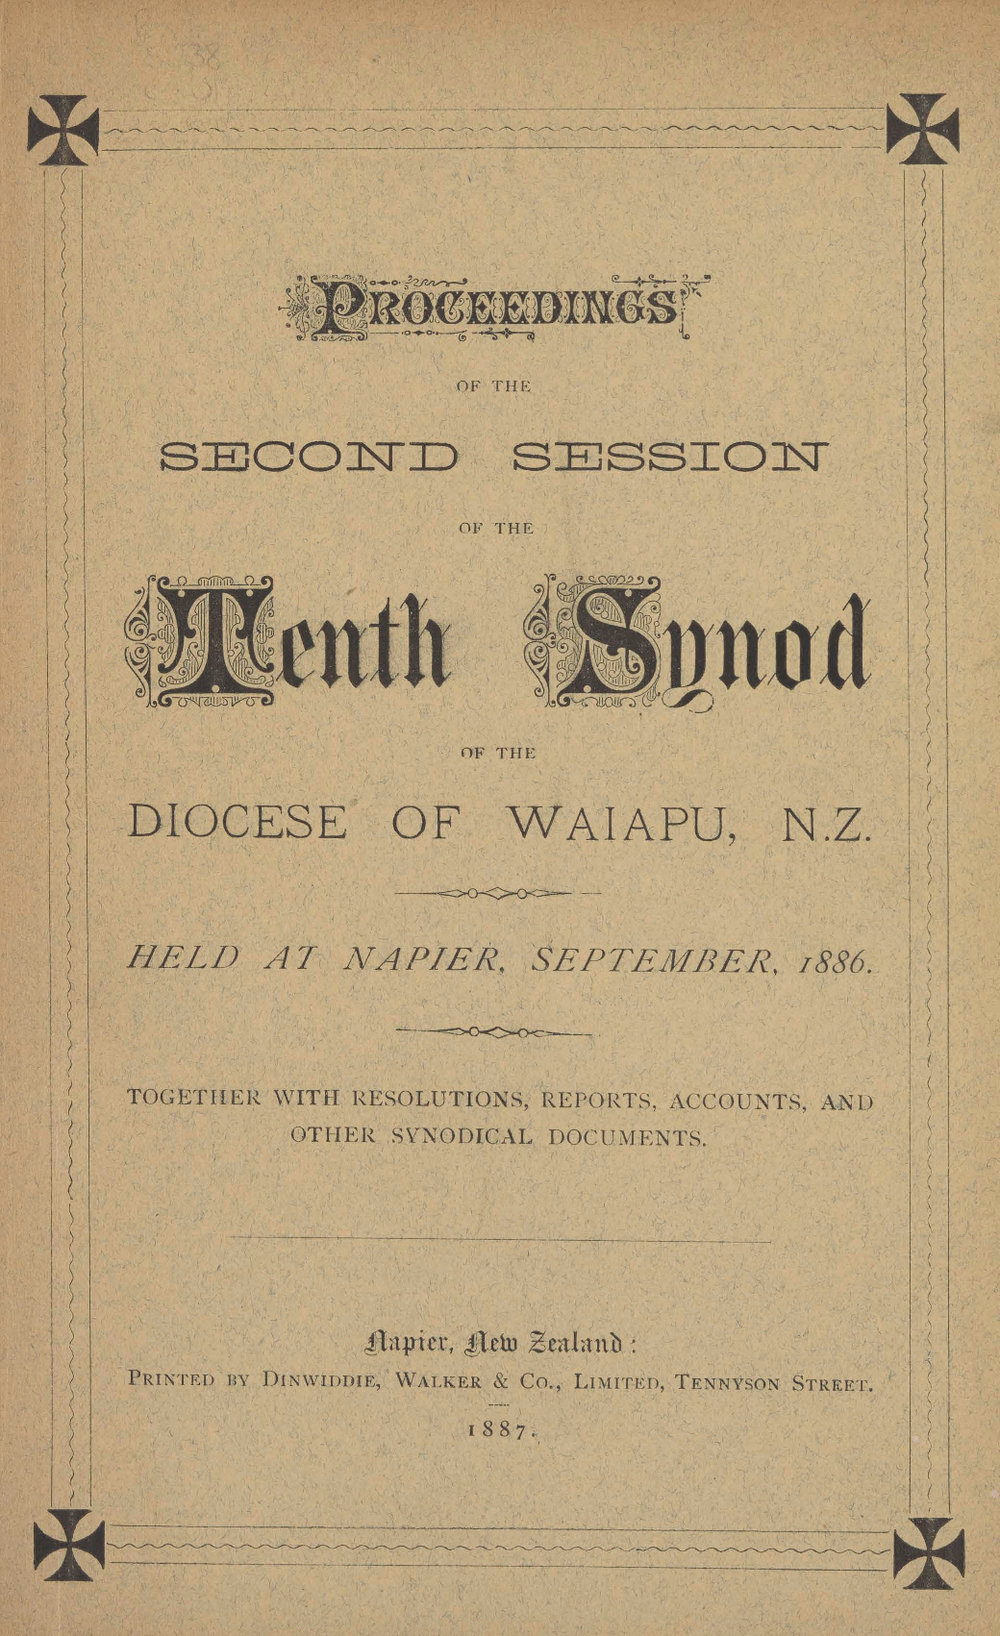 PROCEEDINGS
OF THE
SECOND SESSION
OF THE
Tenth Synod
OF THE
DIOCESE OF WAIAPU, N.Z.
HELD AT NAPIER, SEPTEMBER, 1886.
TOGETHER WITH RESOLUTIONS, REPORTS, ACCOUNTS, AND
OTHER SYNODICAL DOCUMENTS.
Napier, New Zealand:
PRINTED BY DINWIDDIE, WALKER & CO., LIMITED, TENNYSON STREET.
1887.